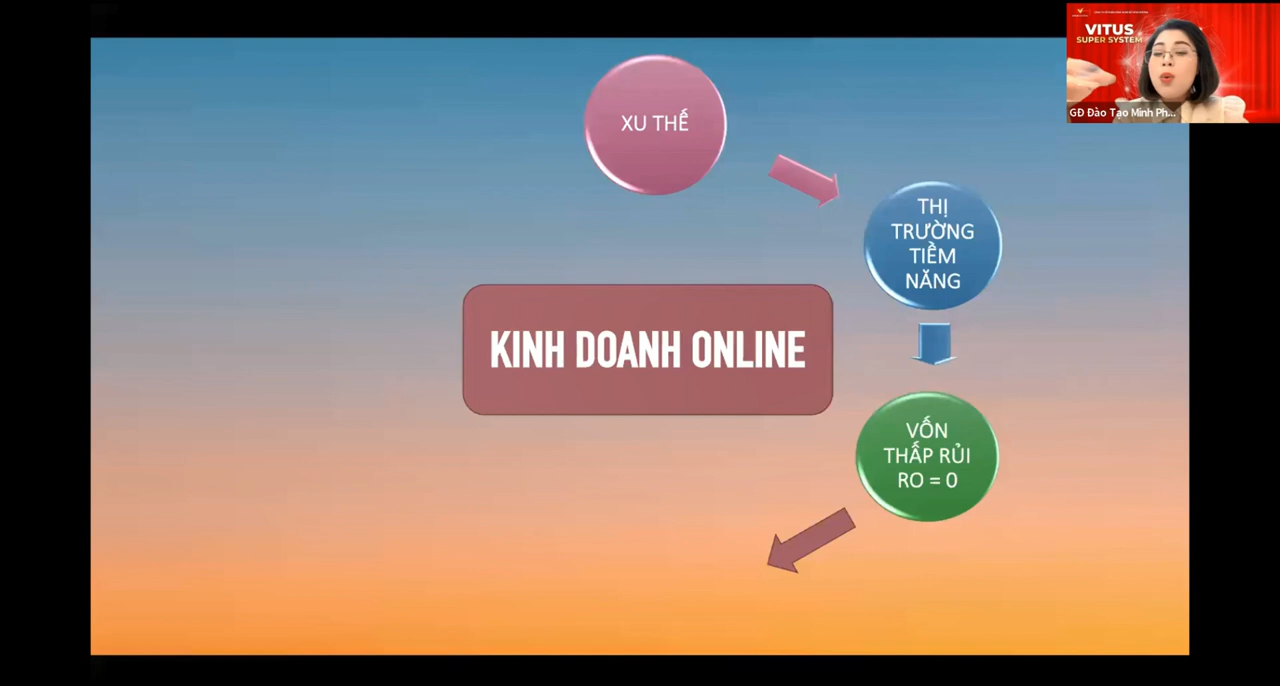 XU THẾ
THỊ
TRƯỜNG
TIỀM
NĂNG
KINH DOANH ONLINE
VỐN
THẤP RỦI
RO = 0
VITUS
SUPER SYSTEM
GĐ Đào Tạo Minh Ph...